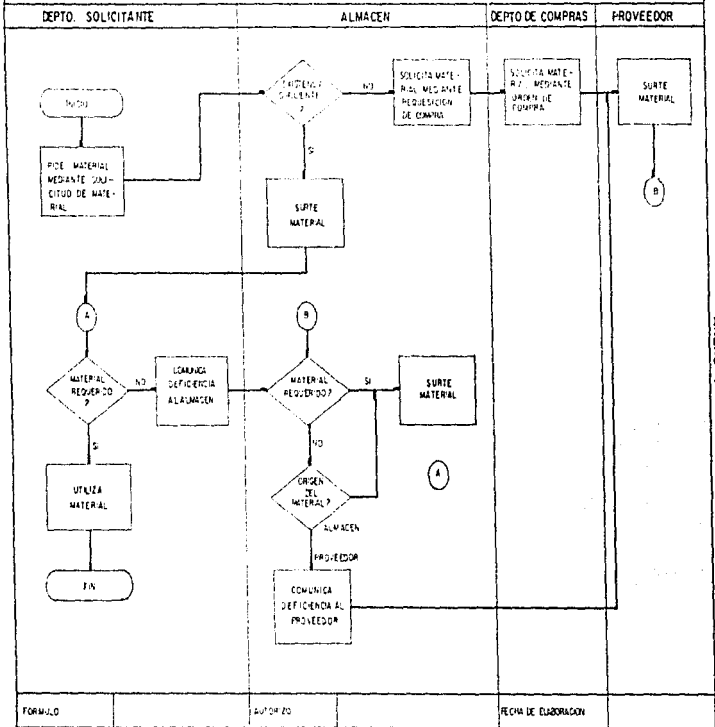 DEPTO. SOLICITANTE
ALMACEN
DEPTO DE COMPRAS
PROVEEDOR
INICIO
PIDE MATERIAL
MEDIANTE SOLI-
CITUD DE MATE-
RIAL
?
NO
SI
SOLICITA MATE-
RIAL MEDIANTE
REQUISICION
DE COMPRA
SOLICITA MATE-
MEDIANTE
ORDEN DE
COMPRA
SURTE
MATERIAL
B
SURTE
MATERIAL
A
MATERIAL
REQUERIDO
?
NO
SI
COMUNICA
DEFICIENCIA
AL ALMACEN
B
MATERIAL
REQUERIDO?
SI
NO
SURTE
MATERIAL
A
ORIGEN
DEL
MATERIAL?
ALMACEN
PROVEEDOR
UTILIZA
MATERIAL
FIN
COMUNICA
DEFICIENCIA AL
PROVEEDOR
FORMULO
AUTORIZO
FECHA DE ELABORACION